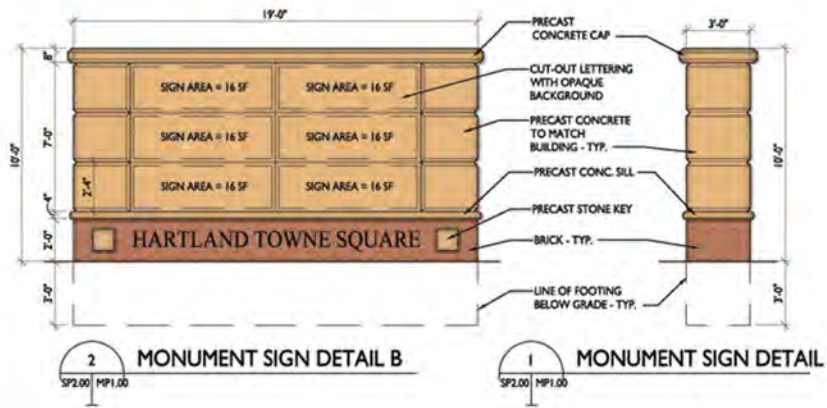 19'-0"
3'-0"
PRECAST
CONCRETE CAP
8"
CUT-OUT LETTERING
WITH OPAQUE
BACKGROUND
SIGN AREA = 16 SF
SIGN AREA = 16 SF
PRECAST CONCRETE
TO MATCH
BUILDING - TYP.
SIGN AREA = 16 SF
SIGN AREA = 16 SF
10'-0"
7'-0"
10'-0"
PRECAST CONC. SILL
SIGN AREA = 16 SF
SIGN AREA = 16 SF
2'-4"
4"
PRECAST STONE KEY
HARTLAND TOWNE SQUARE
BRICK - TYP.
2'-0"
LINE OF FOOTING
BELOW GRADE - TYP.
3'-0"
3'-0"
2 MONUMENT SIGN DETAIL B
SP2.00 MP1.00
1 MONUMENT SIGN DETAIL
SP2.00 MP1.00